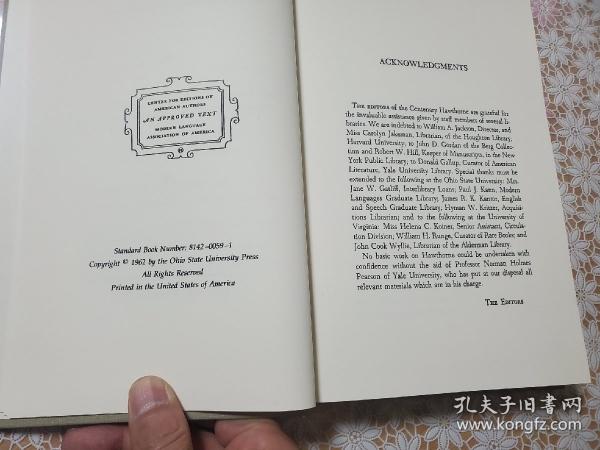 CENTER FOR EDITIONS OF
AMERICAN AUTHORS
AN APPROVED TEXT
MODERN LANGUAGE
ASSOCIATION OF AMERICA
Standard Book Number: 8142-0059-1
Copyright © 1962 by the Ohio State University Press
All Rights Reserved
Printed in the United States of America
ACKNOWLEDGMENTS
THE EDITORS of the Centenary Hawthorne are grateful for
the invaluable assistance given by staff members of several li-
braries. We are indebted to William A. Jackson, Director, and
Miss Carolyn Jakeman, Librarian, of the Houghton Library,
Harvard University; to John D. Gordan of the Berg Collec-
tion and Robert W. Hill, Keeper of Manuscripts, in the New
York Public Library; to Donald Gallup, Curator of American
Literature, Yale University Library. Special thanks must be
extended to the following at the Ohio State University: Mrs.
Jane W. Gaskill, Interlibrary Loans; Paul J. Kann, Modern
Languages Graduate Library; James R. K. Kantor, English
and Speech Graduate Library; Hyman W. Kritzer, Acquisi-
tions Librarian; and to the following at the University of
Virginia: Miss Helena C. Koiner, Senior Assistant, Circula-
tion Division; William H. Runge, Curator of Rare Books; and
John Cook Wyllie, Librarian of the Alderman Library.
No basic work on Hawthorne could be undertaken with
confidence without the aid of Professor Norman Holmes
Pearson of Yale University, who has put at our disposal all
relevant materials which are in his charge.
THE EDITORS
孔夫子旧書网
www.kongfz.com